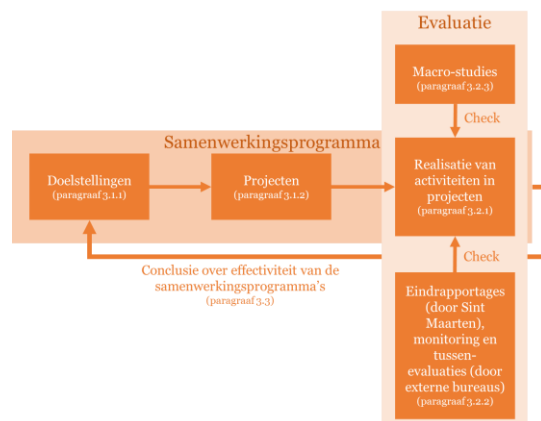 Evaluatie
Macro-studies
(paragraaf 3.2.3)
Check
Samenwerkingsprogramma
Doelstellingen
(paragraaf 3.1.1)
Projecten
(paragraaf 3.1.2)
Realisatie van
activiteiten in
projecten
(paragraaf 3.2.1)
Check
Conclusie over effectiviteit van de
samenwerkingsprogramma's
(paragraaf 3.3)
Eindrapportages
(door Sint
Maarten),
monitoring en
tussen-
evaluaties (door
externe bureaus)
(paragraaf 3.2.2)